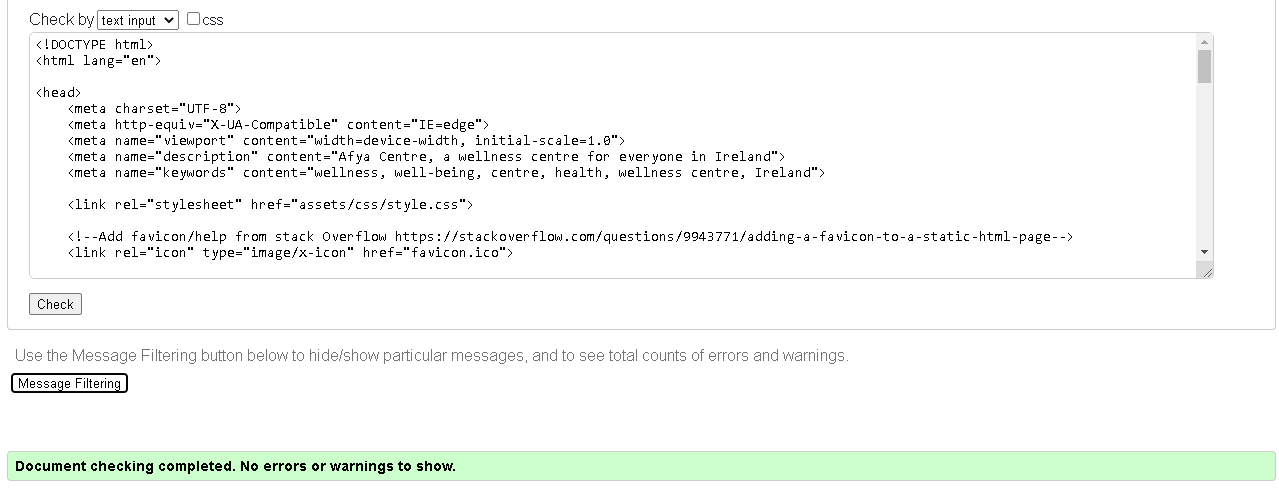 Check by text input css
<!DOCTYPE html>
<html lang="en">
<head>
<meta charset="UTF-8">
<meta http-equiv="X-UA-Compatible" content="IE=edge">
<meta name="viewport" content="width=device-width, initial-scale=1.0">
<meta name="description" content="Afya Centre, a wellness centre for everyone in Ireland">
<meta name="keywords" content="wellness, well-being, centre, health, wellness centre, Ireland">
<link rel="stylesheet" href="assets/css/style.css">
<!--Add favicon/help from stack Overflow https://stackoverflow.com/questions/9943771/adding-a-favicon-to-a-static-html-page-->
<link rel="icon" type="image/x-icon" href="favicon.ico">
Check
Use the Message Filtering button below to hide/show particular messages, and to see total counts of errors and warnings.
Message Filtering
Document checking completed. No errors or warnings to show.